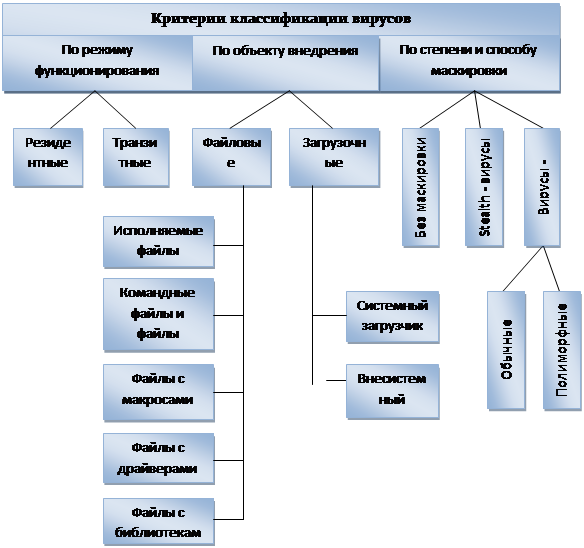 Критерии классификации вирусов
По режиму
функционирования
По объекту внедрения
По степени и способу
маскировки
Резиде
нтные
Транзи
тные
Файловы
е
Загрузоч
ные
Без маскировки
Stealth - вирусы
Вирусы -
Исполняемые
файлы
Командные
файлы и
файлы
Файлы с
макросами
Файлы с
драйверами
Файлы с
библиотекам
Системный
загрузчик
Внесистем
ный
Обычные
Полиморфные